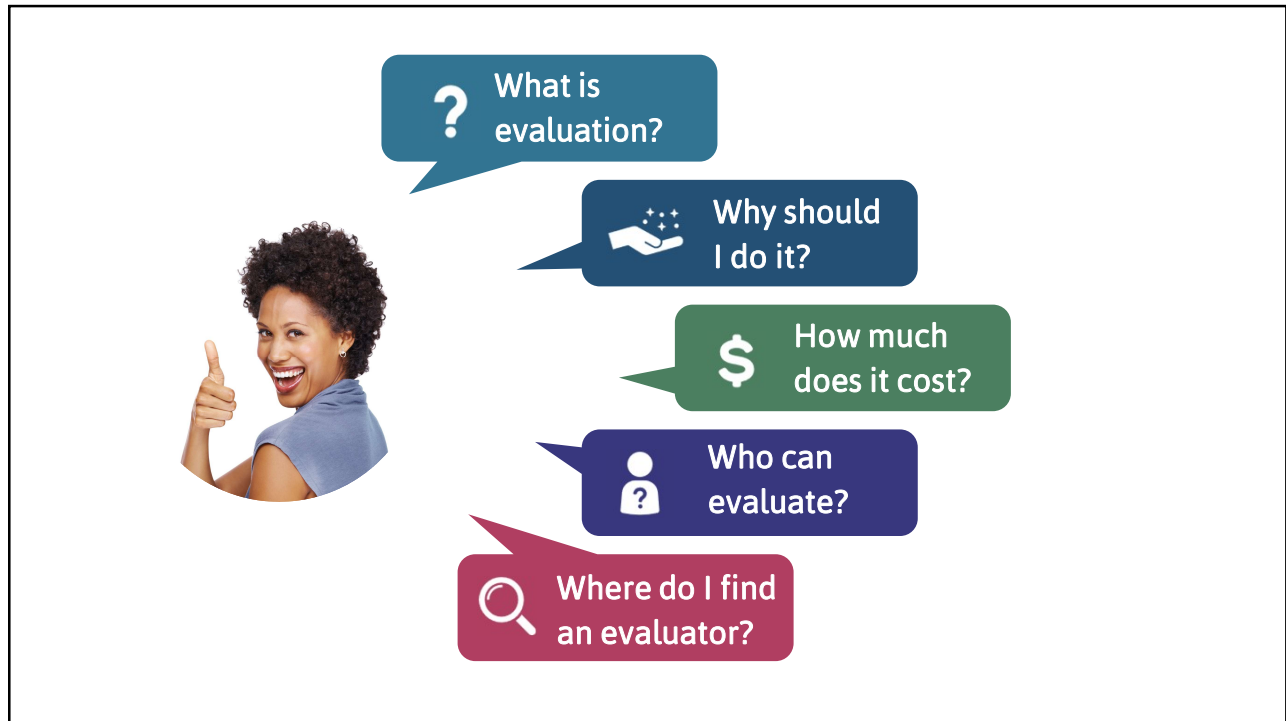 What is
evaluation?
Why should
I do it?
How much
does it cost?
Who can
evaluate?
Where do I find
an evaluator?